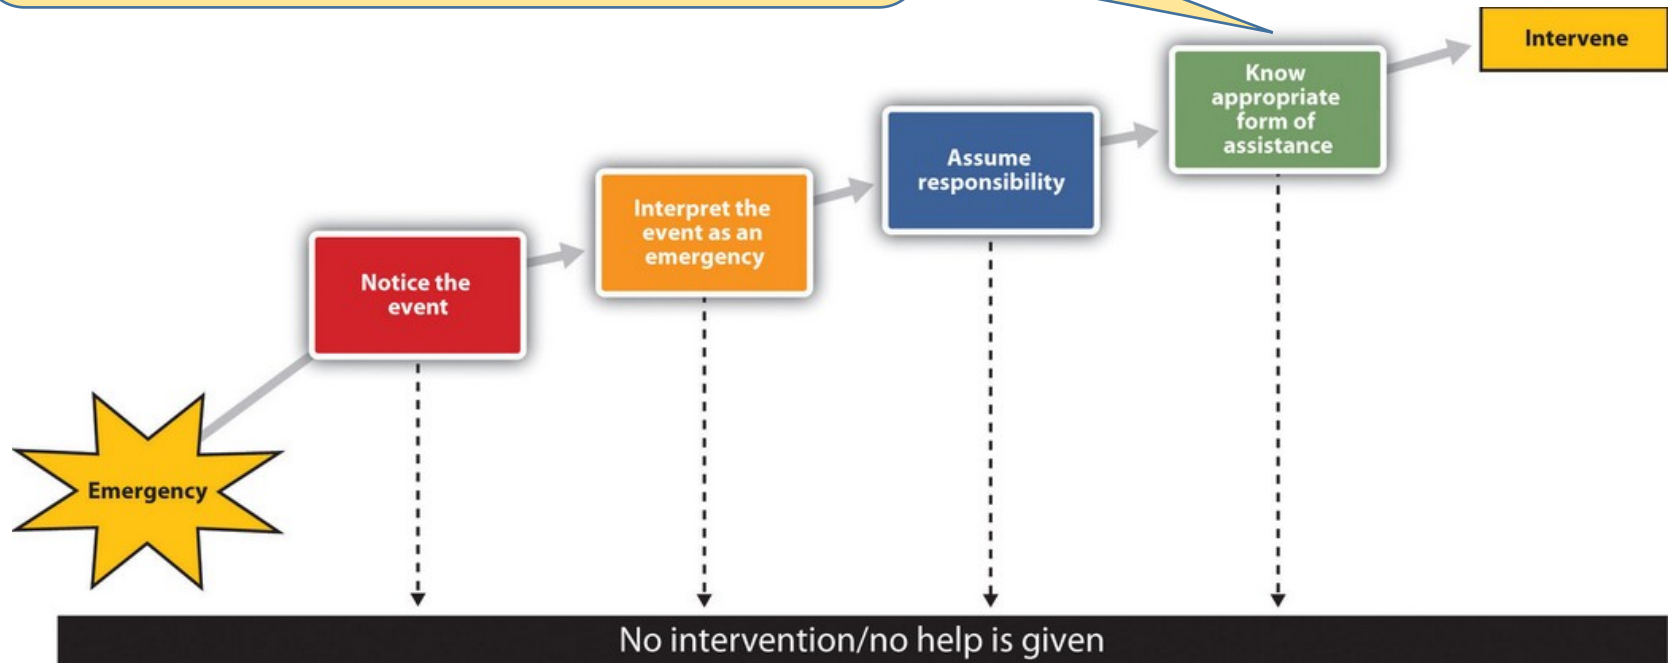 Intervene
Know
appropriate
form of
assistance
Assume
responsibility
Interpret the
event as an
emergency
Notice the
event
Emergency
No intervention/no help is given